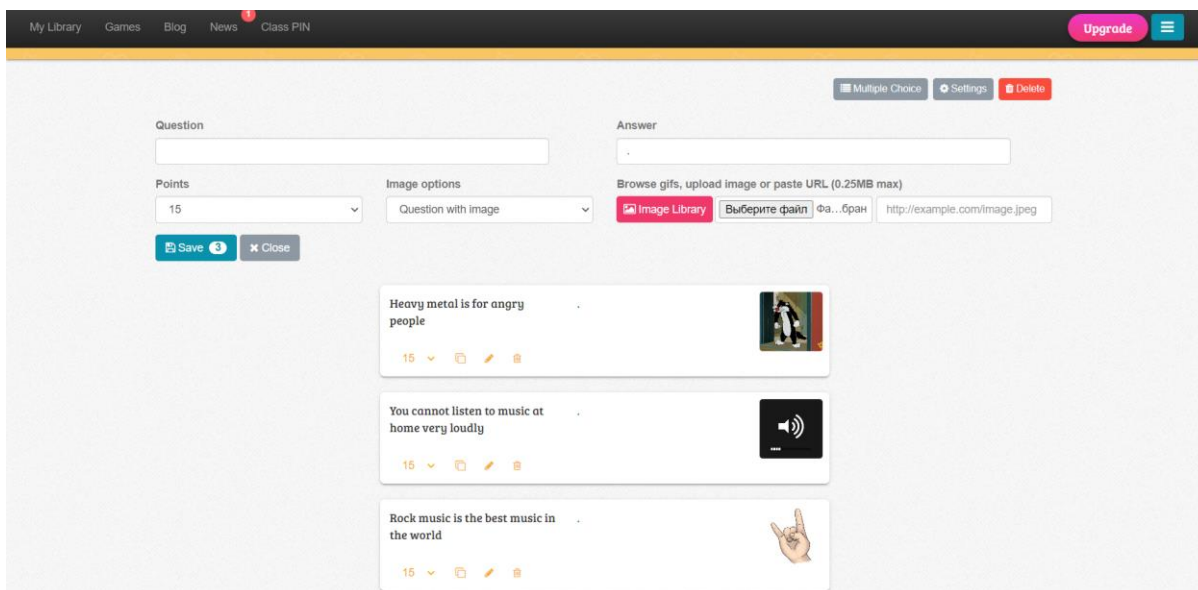 My Library Games Blog News 1 Class PIN Upgrade
Multiple Choice Settings Delete
Question Answer
.
Points Image options Browse gifs, upload image or paste URL (0.25MB max)
15 Question with image Image Library Выберите файл Фа...бран http://example.com/image.jpeg
Save 3 Close
Heavy metal is for angry .
people
15
You cannot listen to music at .
home very loudly
15
Rock music is the best music in .
the world
15